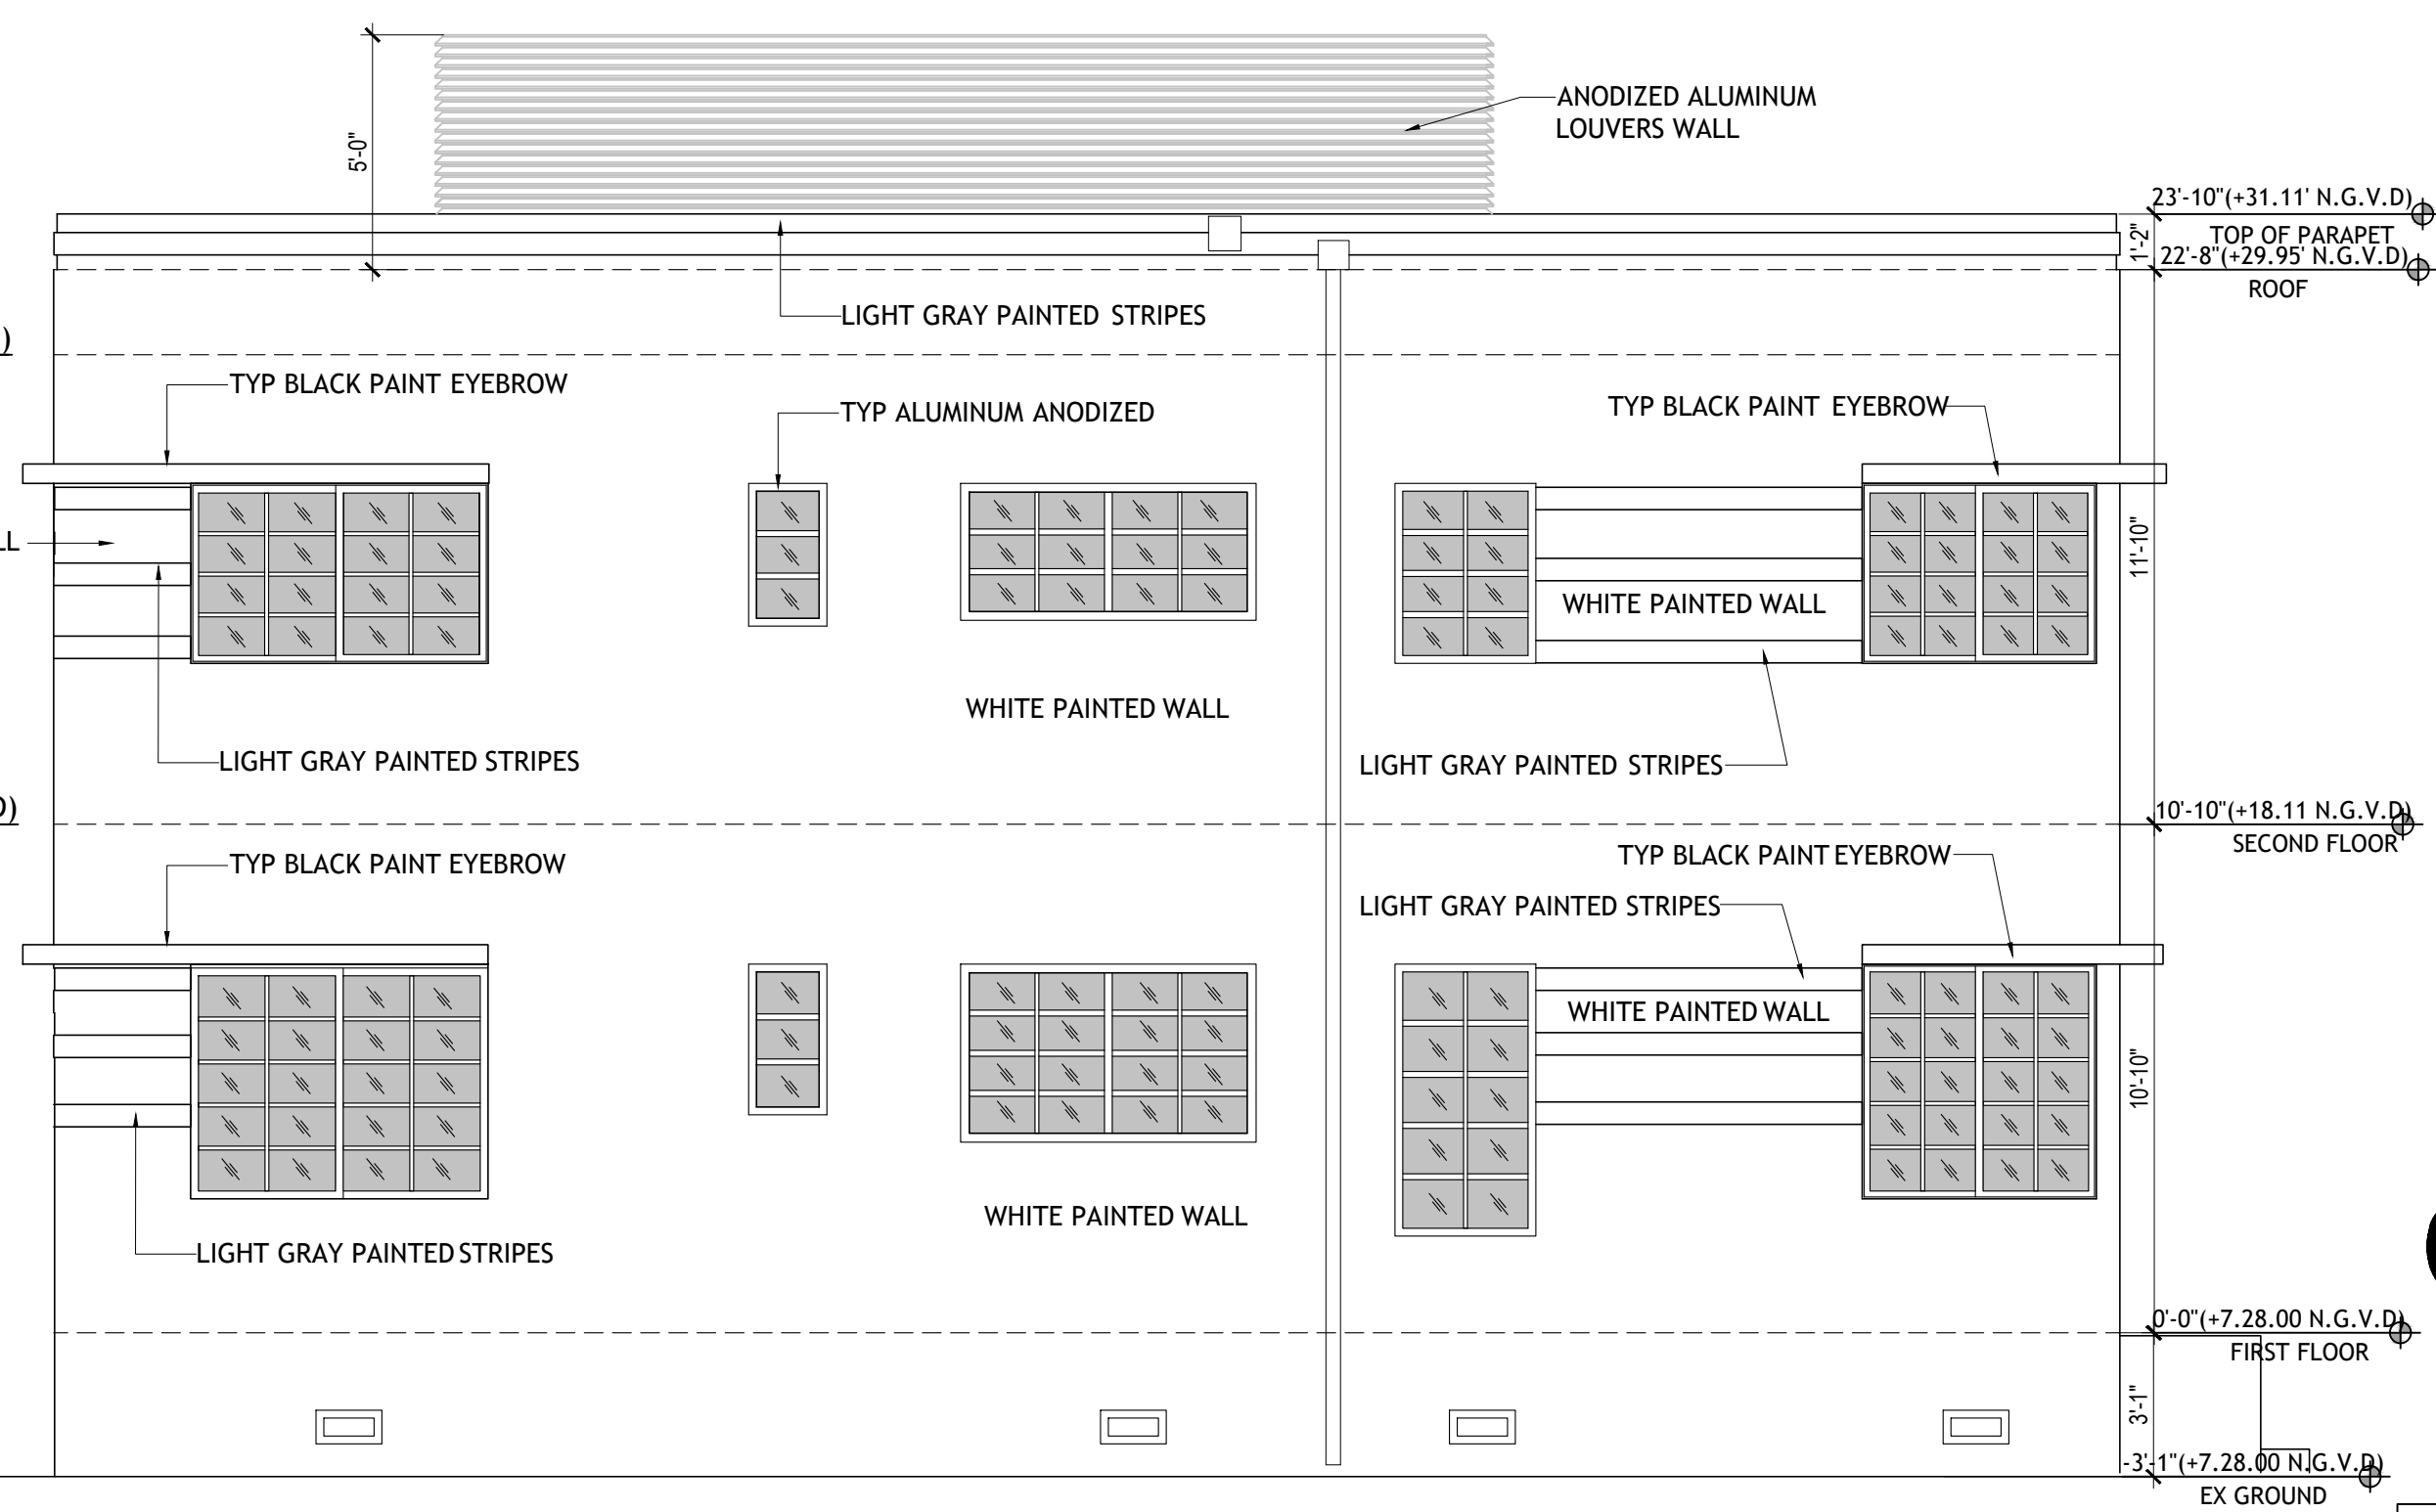 ANODIZED ALUMINUM
LOUVERS WALL
5'-0"
23'-10"(+31.11' N.G.V.D)
TOP OF PARAPET
1'-2"
22'-8"(+29.95' N.G.V.D)
ROOF
LIGHT GRAY PAINTED STRIPES
)
TYP BLACK PAINT EYEBROW
TYP ALUMINUM ANODIZED
TYP BLACK PAINT EYEBROW
LL
11'-10"
WHITE PAINTED WALL
WHITE PAINTED WALL
LIGHT GRAY PAINTED STRIPES
LIGHT GRAY PAINTED STRIPES
D)
10'-10"(+18.11 N.G.V.D)
SECOND FLOOR
TYP BLACK PAINT EYEBROW
TYP BLACK PAINT EYEBROW
LIGHT GRAY PAINTED STRIPES
WHITE PAINTED WALL
10'-10"
WHITE PAINTED WALL
LIGHT GRAY PAINTED STRIPES
0'-0"(+7.28.00 N.G.V.D)
FIRST FLOOR
3'-1"
-3'-1"(+7.28.00 N.G.V.D)
EX GROUND